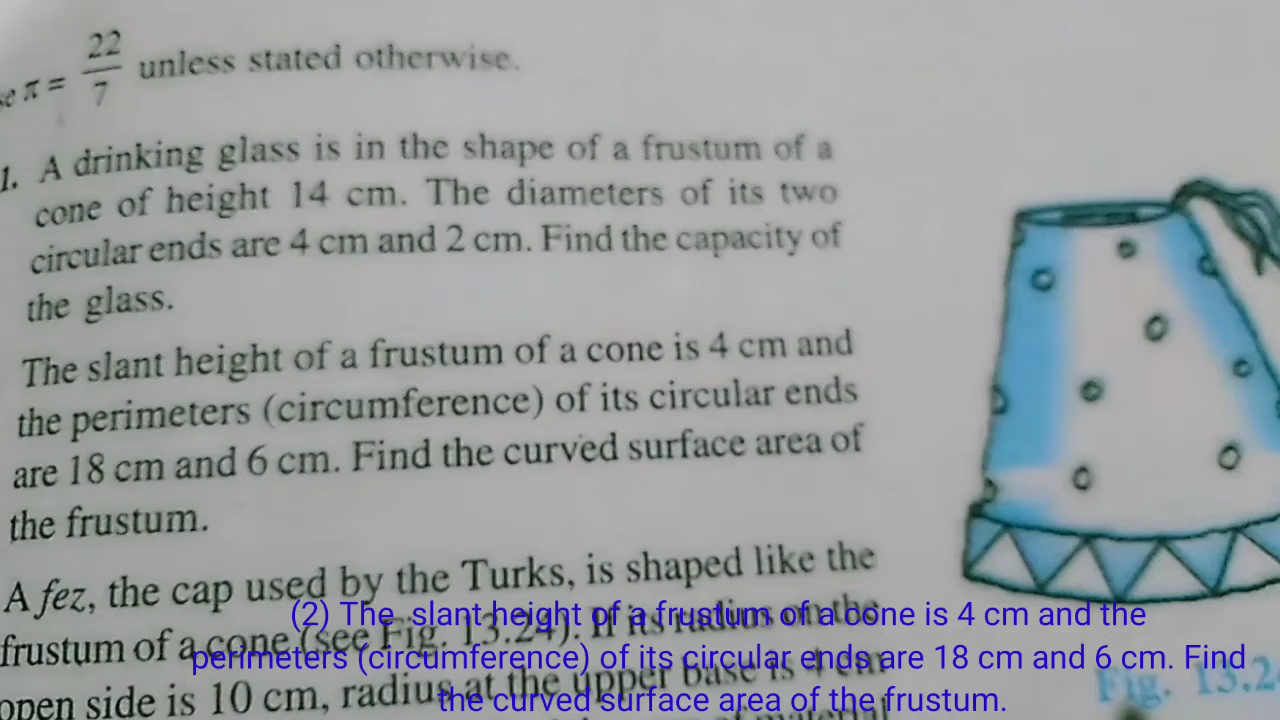 se π = 22/7 unless stated otherwise.
1. A drinking glass is in the shape of a frustum of a
cone of height 14 cm. The diameters of its two
circular ends are 4 cm and 2 cm. Find the capacity of
the glass.
The slant height of a frustum of a cone is 4 cm and
the perimeters (circumference) of its circular ends
are 18 cm and 6 cm. Find the curved surface area of
the frustum.
A fez, the cap used by the Turks, is shaped like the
frustum of a cone (see Fig. 13.24). If its radius on the
open side is 10 cm, radius at the upper base is 4 cm
material
Fig. 13.2
(2) The slant height of a frustum of a cone is 4 cm and the
perimeters (circumference) of its circular ends are 18 cm and 6 cm. Find
the curved surface area of the frustum.